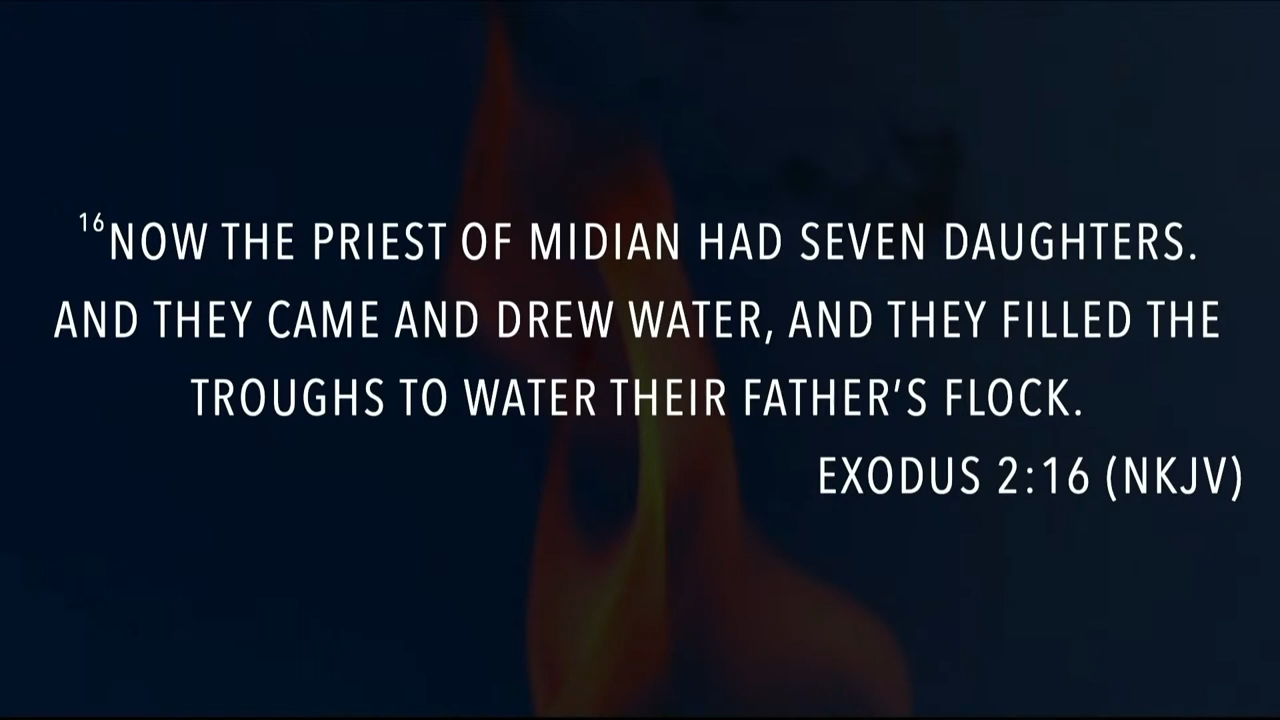 16NOW THE PRIEST OF MIDIAN HAD SEVEN DAUGHTERS.
AND THEY CAME AND DREW WATER, AND THEY FILLED THE
TROUGHS TO WATER THEIR FATHER’S FLOCK.
EXODUS 2:16 (NKJV)